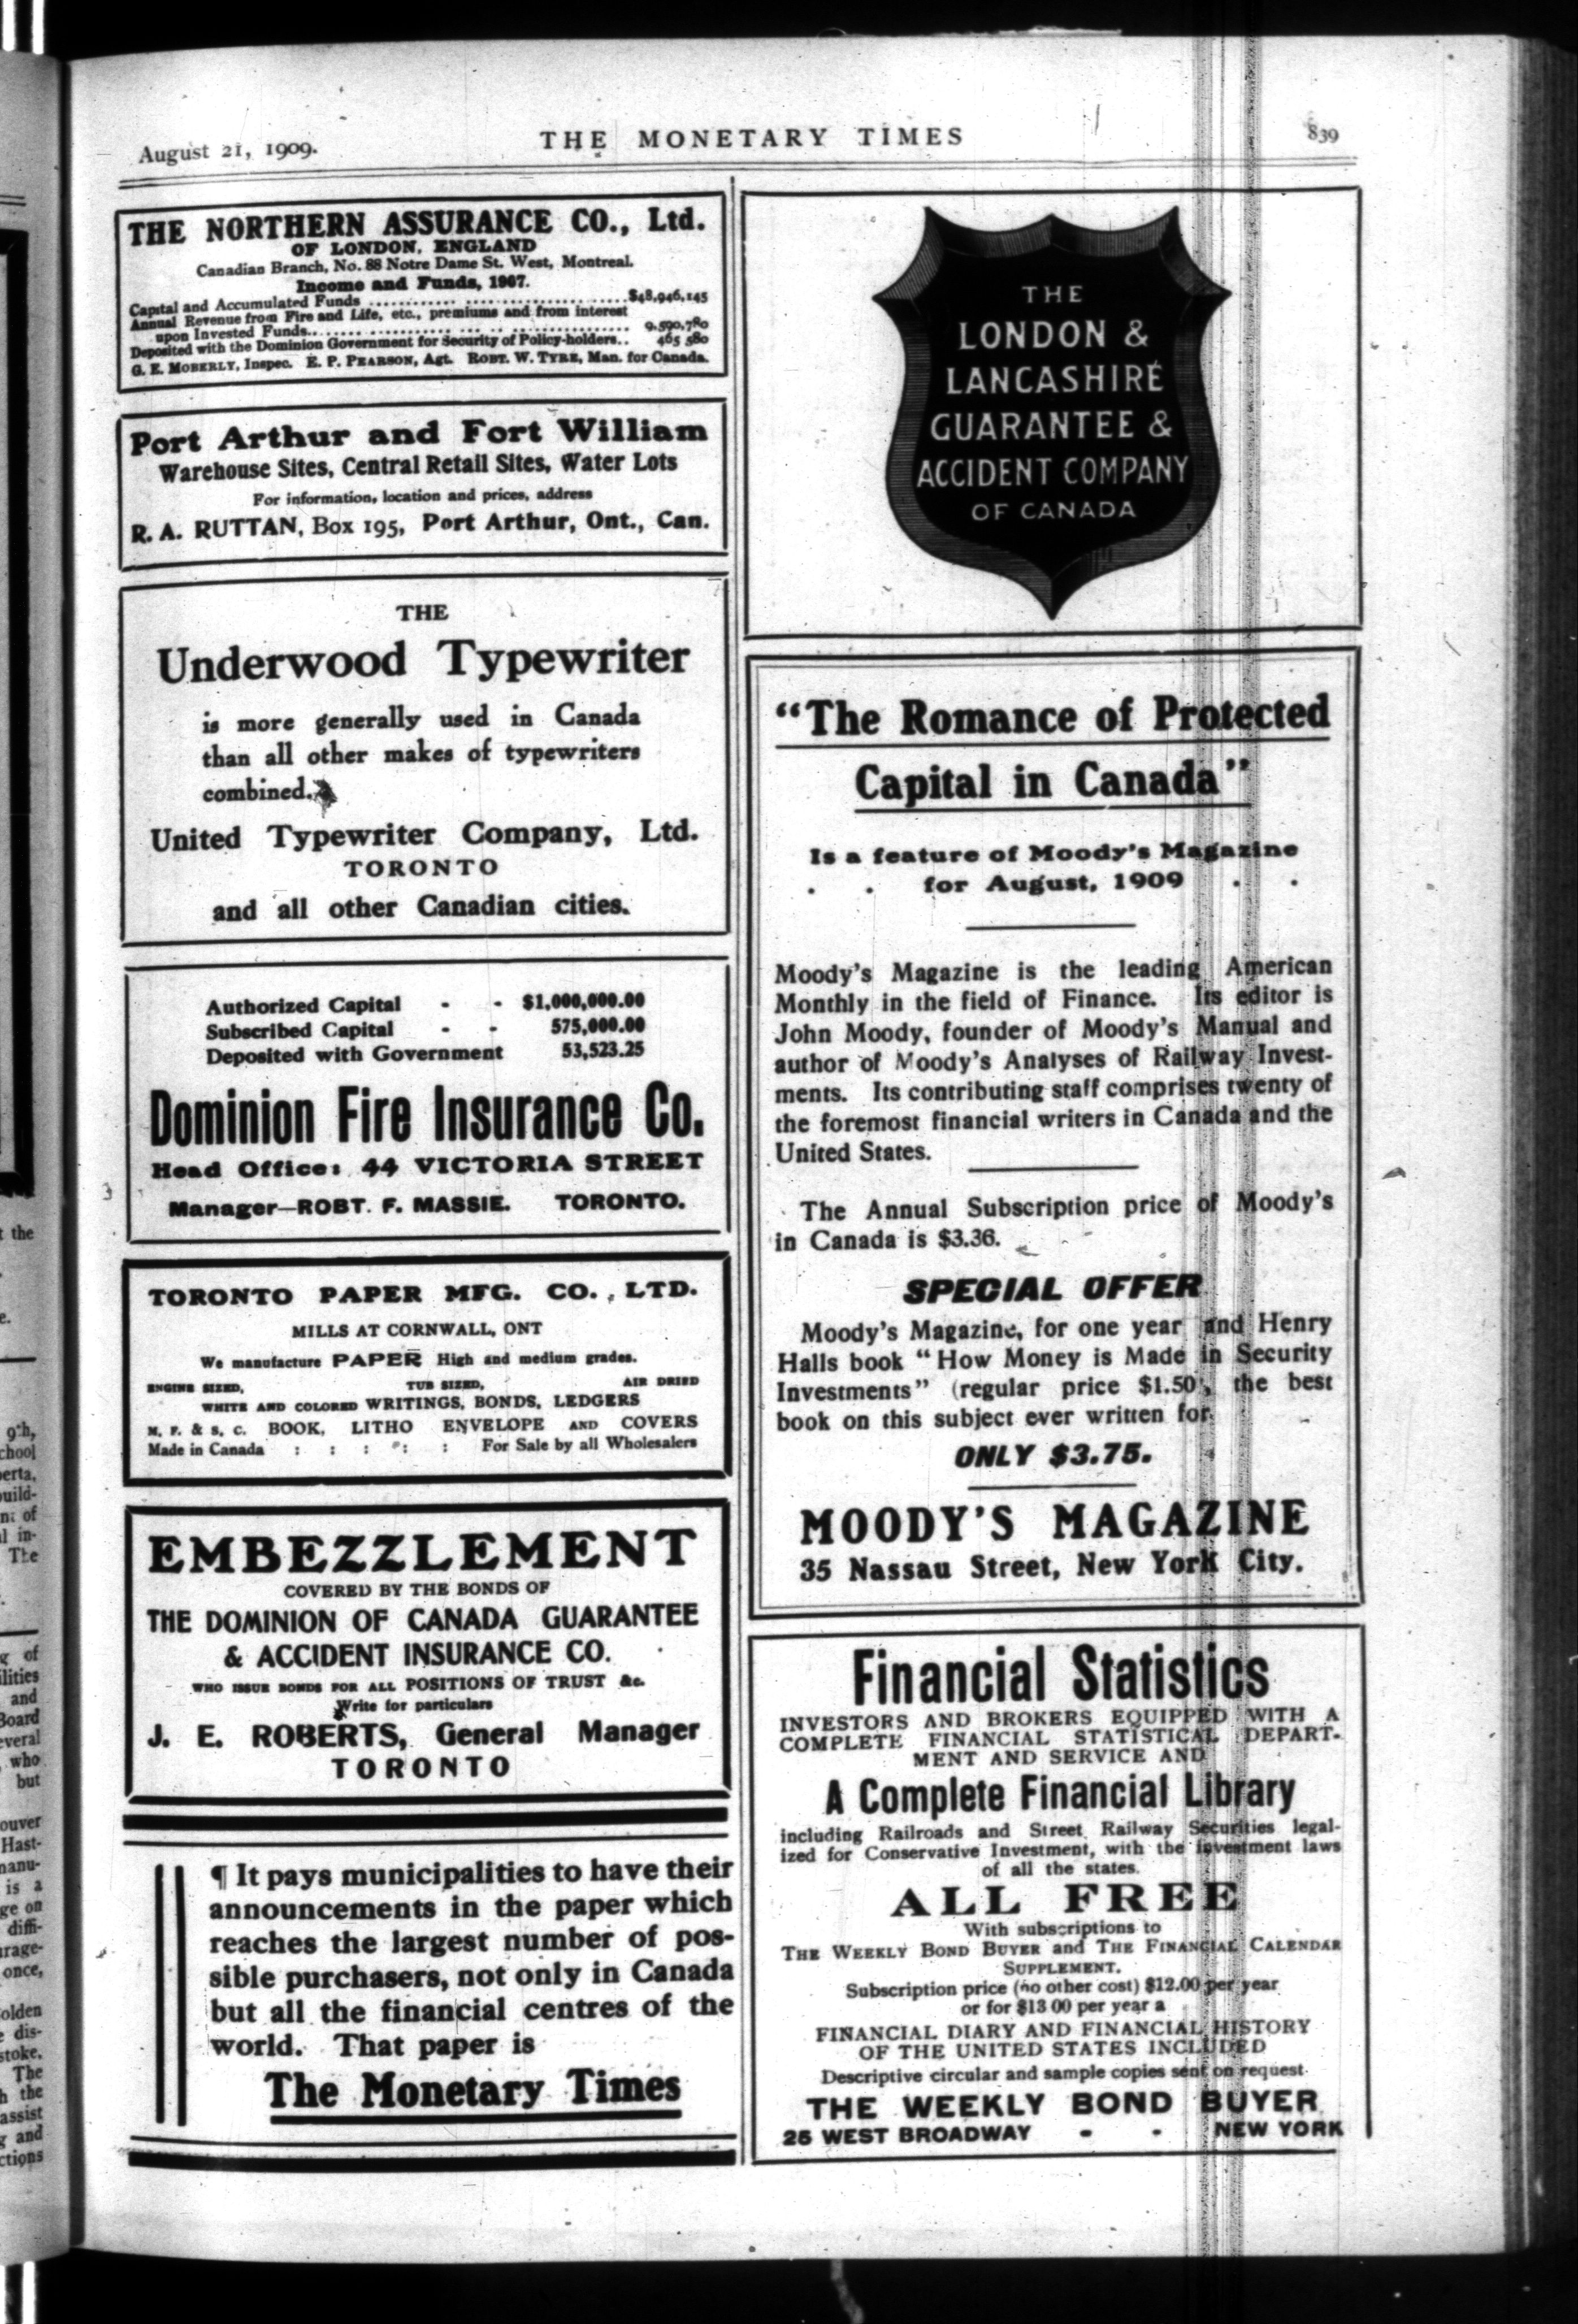 August 21, 1909.
THE MONETARY TIMES
839
THE NORTHERN ASSURANCE CO., Ltd.
OF LONDON, ENGLAND
Canadian Branch, No. 88 Notre Dame St. West, Montreal.
Income and Funds, 1907.
Capital and Accumulated Funds ............ ........................$48,946,145
Annual Revenue from Fire and Life, etc., premiums and from interest
upon Invested Funds.......................................... 9,590,780
Deposited with the Dominion Government for Security of Policy-holders.. 465 580
G. E. MOBERLY, Inspec. E. P. PEARSON, Agt. ROBT. W. TYRE, Man. for Canada.
Port Arthur and Fort William
Warehouse Sites, Central Retail Sites, Water Lots
For information, location and prices, address
R. A. RUTTAN, Box 195, Port Arthur, Ont., Can.
THE
Underwood Typewriter
is more generally used in Canada
than all other makes of typewriters
combined.
United Typewriter Company, Ltd.
TORONTO
and all other Canadian cities.
Authorized Capital - - $1,000,000.00
Subscribed Capital - - 575,000.00
Deposited with Government 53,523.25
Dominion Fire Insurance Co.
Head Office: 44 VICTORIA STREET
Manager—ROBT. F. MASSIE. TORONTO.
TORONTO PAPER MFG. CO., LTD.
MILLS AT CORNWALL, ONT
We manufacture PAPER High and medium grades.
ENGINE SIZED, TUB SIZED, AIR DRIED
WHITE AND COLORED WRITINGS, BONDS, LEDGERS
M. F. & S. C. BOOK, LITHO ENVELOPE AND COVERS
Made in Canada : : : : : For Sale by all Wholesalers
EMBEZZLEMENT
COVERED BY THE BONDS OF
THE DOMINION OF CANADA GUARANTEE
& ACCIDENT INSURANCE CO.
WHO ISSUE BONDS FOR ALL POSITIONS OF TRUST &c.
Write for particulars
J. E. ROBERTS, General Manager
TORONTO
¶ It pays municipalities to have their
announcements in the paper which
reaches the largest number of pos-
sible purchasers, not only in Canada
but all the financial centres of the
world. That paper is
The Monetary Times
THE
LONDON &
LANCASHIRE
GUARANTEE &
ACCIDENT COMPANY
OF CANADA
"The Romance of Protected
Capital in Canada"
Is a feature of Moody's Magazine
. . for August, 1909 . .
Moody's Magazine is the leading American
Monthly in the field of Finance. Its editor is
John Moody, founder of Moody's Manual and
author of Moody's Analyses of Railway Invest-
ments. Its contributing staff comprises twenty of
the foremost financial writers in Canada and the
United States.
The Annual Subscription price of Moody's
in Canada is $3.36.
SPECIAL OFFER
Moody's Magazine, for one year and Henry
Halls book "How Money is Made in Security
Investments" (regular price $1.50), the best
book on this subject ever written for
ONLY $3.75.
MOODY'S MAGAZINE
35 Nassau Street, New York City.
Financial Statistics
INVESTORS AND BROKERS EQUIPPED WITH A
COMPLETE FINANCIAL STATISTICAL DEPART-
MENT AND SERVICE AND
A Complete Financial Library
including Railroads and Street Railway Securities legal-
ized for Conservative Investment, with the investment laws
of all the states.
ALL FREE
With subscriptions to
THE WEEKLY BOND BUYER and THE FINANCIAL CALENDAR
SUPPLEMENT.
Subscription price (no other cost) $12.00 per year
or for $13 00 per year a
FINANCIAL DIARY AND FINANCIAL HISTORY
OF THE UNITED STATES INCLUDED
Descriptive circular and sample copies sent on request
THE WEEKLY BOND BUYER
25 WEST BROADWAY - - NEW YORK